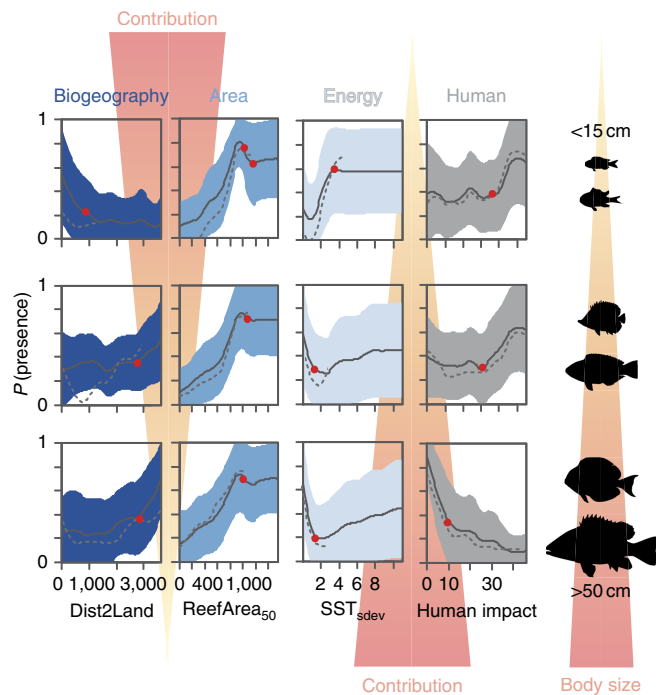 Contribution
Biogeography Area Energy Human
1
0
1
0
1
0
P(presence)
<15 cm
>50 cm
0 1,000 3,000 400 1,000 2 4 6 8 0 10 30
Dist2Land ReefArea50 SSTsdev Human impact
Contribution Body size